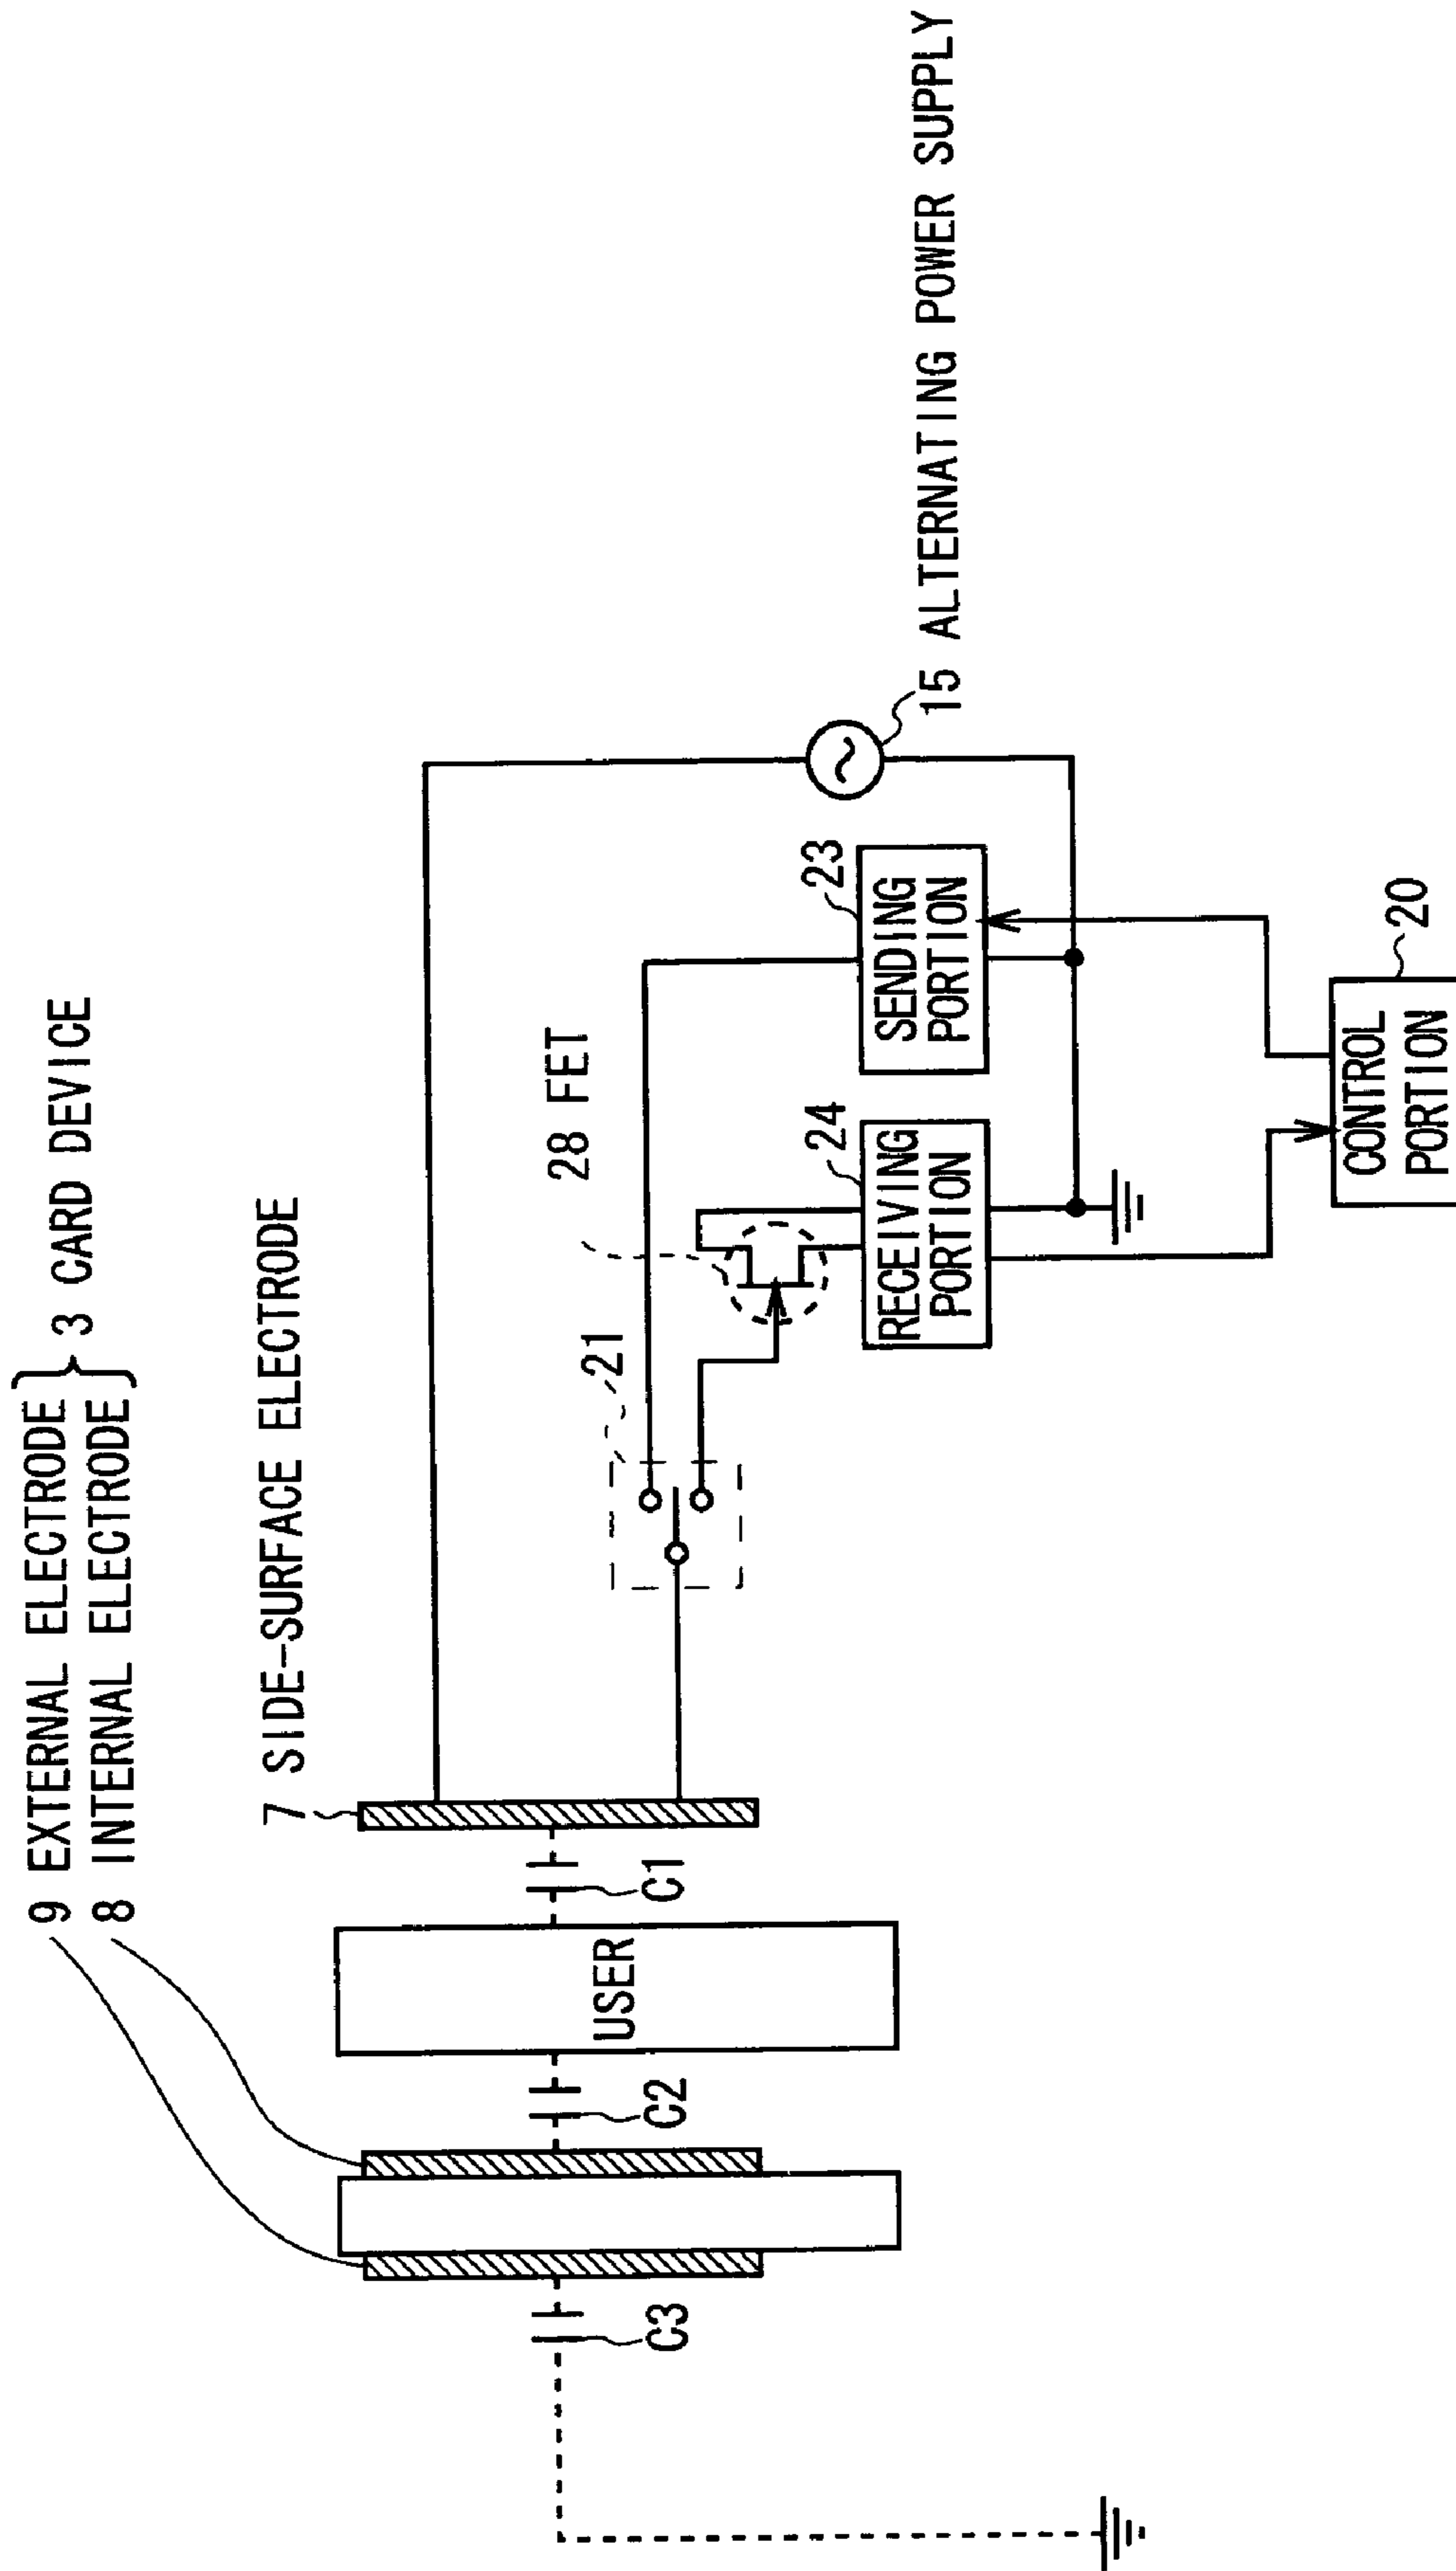 9 EXTERNAL ELECTRODE
8 INTERNAL ELECTRODE
3 CARD DEVICE
7 SIDE-SURFACE ELECTRODE
28 FET
21
23
24
SENDING
PORTION
RECEIVING
PORTION
15 ALTERNATING POWER SUPPLY
20
CONTROL
PORTION
USER
C1
C2
C3